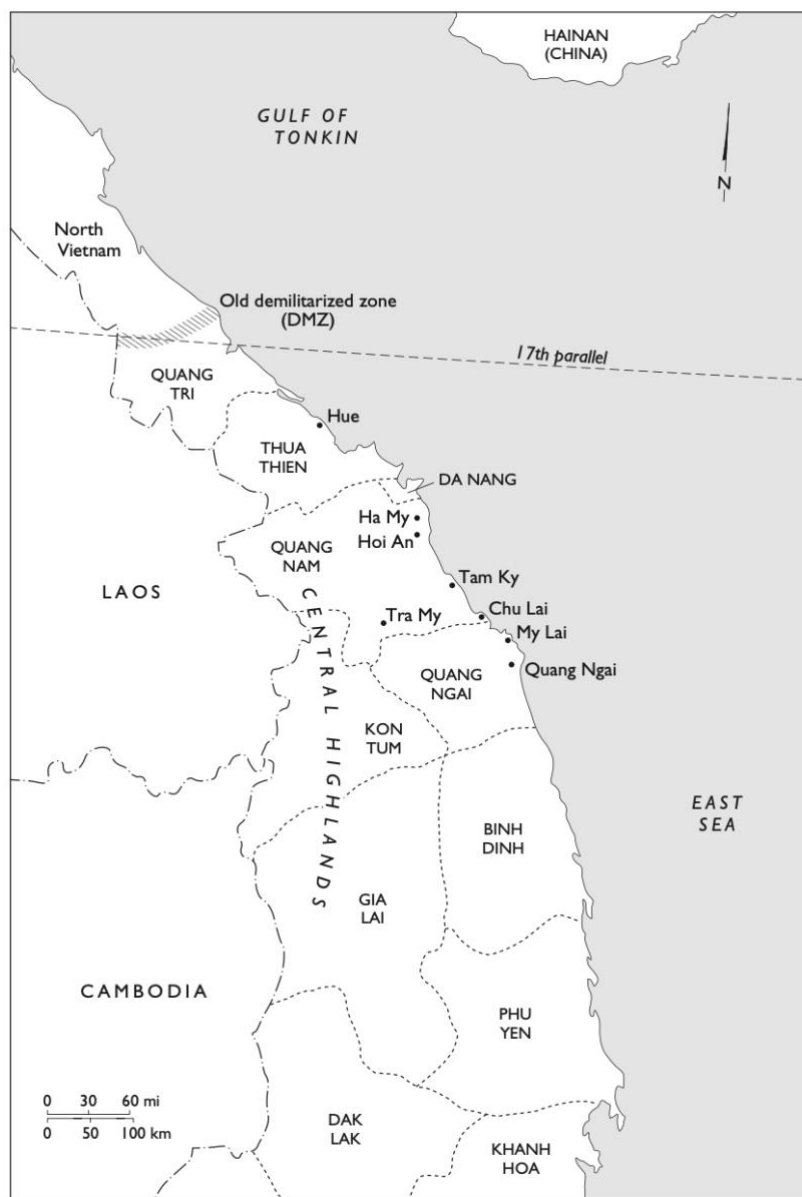 HAINAN
(CHINA)
GULF OF
TONKIN
N
North
Vietnam
Old demilitarized zone
(DMZ)
17th parallel
QUANG
TRI
Hue
THUA
THIEN
DA NANG
Ha My
Hoi An
QUANG
NAM
LAOS
Tam Ky
Chu Lai
Tra My
My Lai
Quang Ngai
QUANG
NGAI
CENTRAL HIGHLANDS
KON
TUM
EAST
SEA
BINH
DINH
GIA
LAI
CAMBODIA
PHU
YEN
0 30 60 mi
0 50 100 km
DAK
LAK
KHANH
HOA